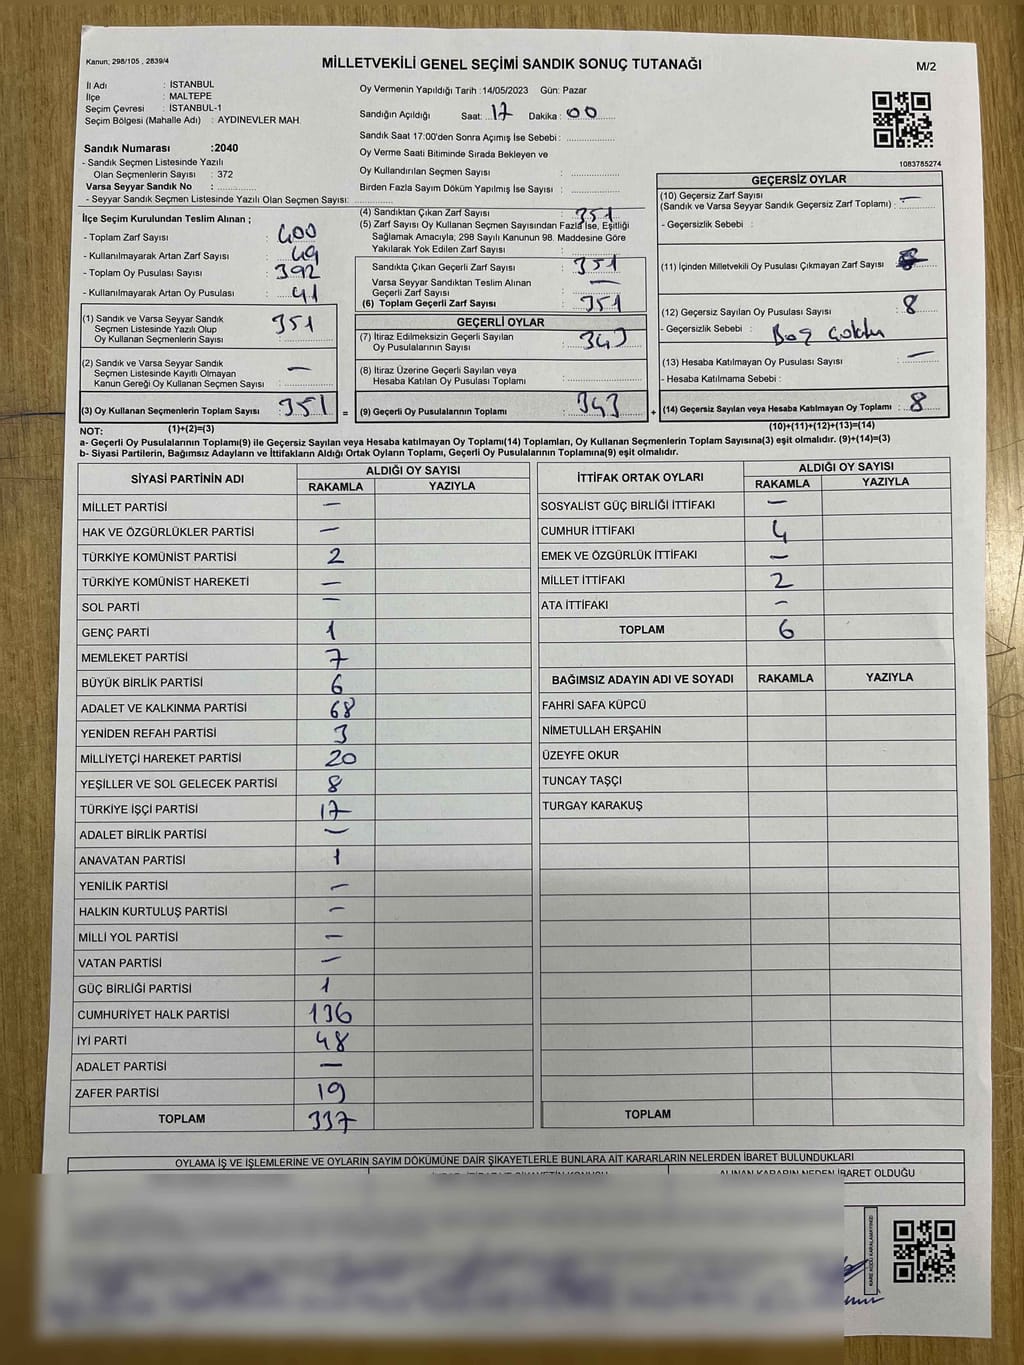 Kanun; 298/105 , 2839/4
MİLLETVEKİLİ GENEL SEÇİMİ SANDIK SONUÇ TUTANAĞI
M/2
İl Adı : İSTANBUL
İlçe : MALTEPE
Seçim Çevresi : İSTANBUL-1
Seçim Bölgesi (Mahalle Adı) : AYDINEVLER MAH.
Sandık Numarası :2040
- Sandık Seçmen Listesinde Yazılı
Olan Seçmenlerin Sayısı : 372
Varsa Seyyar Sandık No :
- Seyyar Sandık Seçmen Listesinde Yazılı Olan Seçmen Sayısı:
Oy Vermenin Yapıldığı Tarih :14/05/2023 Gün: Pazar
Sandığın Açıldığı Saat: 17 Dakika : 00
Sandık Saat 17:00'den Sonra Açımış İse Sebebi :
Oy Verme Saati Bitiminde Sırada Bekleyen ve
Oy Kullandırılan Seçmen Sayısı :
Birden Fazla Sayım Döküm Yapılmış İse Sayısı :
1083785274
İlçe Seçim Kurulundan Teslim Alınan ;
- Toplam Zarf Sayısı : 400
- Kullanılmayarak Artan Zarf Sayısı : 49
- Toplam Oy Pusulası Sayısı : 392
- Kullanılmayarak Artan Oy Pusulası : 41
(1) Sandık ve Varsa Seyyar Sandık
Seçmen Listesinde Yazılı Olup
Oy Kullanan Seçmenlerin Sayısı : 351
(2) Sandık ve Varsa Seyyar Sandık
Seçmen Listesinde Kayıtlı Olmayan
Kanun Gereği Oy Kullanan Seçmen Sayısı : —
(3) Oy Kullanan Seçmenlerin Toplam Sayısı : 351 =
(1)+(2)=(3)
(4) Sandıktan Çıkan Zarf Sayısı : 351
(5) Zarf Sayısı Oy Kullanan Seçmen Sayısından Fazla İse, Eşitliği
Sağlamak Amacıyla; 298 Sayılı Kanunun 98. Maddesine Göre
Yakılarak Yok Edilen Zarf Sayısı :
Sandıkta Çıkan Geçerli Zarf Sayısı : 351
Varsa Seyyar Sandıktan Teslim Alınan
Geçerli Zarf Sayısı : —
(6) Toplam Geçerli Zarf Sayısı : 351
GEÇERLİ OYLAR
(7) İtiraz Edilmeksizin Geçerli Sayılan
Oy Pusulalarının Sayısı : 343
(8) İtiraz Üzerine Geçerli Sayılan veya
Hesaba Katılan Oy Pusulası Toplamı :
(9) Geçerli Oy Pusulalarının Toplamı : 343 +
GEÇERSİZ OYLAR
(10) Geçersiz Zarf Sayısı
(Sandık ve Varsa Seyyar Sandık Geçersiz Zarf Toplamı) : —
- Geçersizlik Sebebi :
(11) İçinden Milletvekili Oy Pusulası Çıkmayan Zarf Sayısı :
(12) Geçersiz Sayılan Oy Pusulası Sayısı : 8
- Geçersizlik Sebebi : Boş
(13) Hesaba Katılmayan Oy Pusulası Sayısı : —
- Hesaba Katılmama Sebebi :
(14) Geçersiz Sayılan veya Hesaba Katılmayan Oy Toplamı : 8
(10)+(11)+(12)+(13)=(14)
NOT:
a- Geçerli Oy Pusulalarının Toplamı(9) ile Geçersiz Sayılan veya Hesaba katılmayan Oy Toplamı(14) Toplamları, Oy Kullanan Seçmenlerin Toplam Sayısına(3) eşit olmalıdır. (9)+(14)=(3)
b- Siyasi Partilerin, Bağımsız Adayların ve İttifakların Aldığı Ortak Oyların Toplamı, Geçerli Oy Pusulalarının Toplamına(9) eşit olmalıdır.
SİYASİ PARTİNİN ADI ALDIĞI OY SAYISI
RAKAMLA YAZIYLA
MİLLET PARTİSİ —
HAK VE ÖZGÜRLÜKLER PARTİSİ —
TÜRKİYE KOMÜNİST PARTİSİ 2
TÜRKİYE KOMÜNİST HAREKETİ —
SOL PARTİ —
GENÇ PARTİ 1
MEMLEKET PARTİSİ 7
BÜYÜK BİRLİK PARTİSİ 6
ADALET VE KALKINMA PARTİSİ 68
YENİDEN REFAH PARTİSİ 3
MİLLİYETÇİ HAREKET PARTİSİ 20
YEŞİLLER VE SOL GELECEK PARTİSİ 8
TÜRKİYE İŞÇİ PARTİSİ 17
ADALET BİRLİK PARTİSİ —
ANAVATAN PARTİSİ 1
YENİLİK PARTİSİ —
HALKIN KURTULUŞ PARTİSİ —
MİLLİ YOL PARTİSİ —
VATAN PARTİSİ —
GÜÇ BİRLİĞİ PARTİSİ 1
CUMHURİYET HALK PARTİSİ 136
İYİ PARTİ 48
ADALET PARTİSİ —
ZAFER PARTİSİ 19
TOPLAM 337
İTTİFAK ORTAK OYLARI ALDIĞI OY SAYISI
RAKAMLA YAZIYLA
SOSYALİST GÜÇ BİRLİĞİ İTTİFAKI —
CUMHUR İTTİFAKI 4
EMEK VE ÖZGÜRLÜK İTTİFAKI —
MİLLET İTTİFAKI 2
ATA İTTİFAKI —
TOPLAM 6
BAĞIMSIZ ADAYIN ADI VE SOYADI RAKAMLA YAZIYLA
FAHRİ SAFA KÜPCÜ
NİMETULLAH ERŞAHİN
ÜZEYFE OKUR
TUNCAY TAŞÇI
TURGAY KARAKUŞ
TOPLAM
OYLAMA İŞ VE İŞLEMLERİNE VE OYLARIN SAYIM DÖKÜMÜNE DAİR ŞİKAYETLERLE BUNLARA AİT KARARLARIN NELERDEN İBARET BULUNDUKLARI
ALINAN KARARIN NEDEN İBARET OLDUĞU
KARE KODU KARALAMAYINIZ!